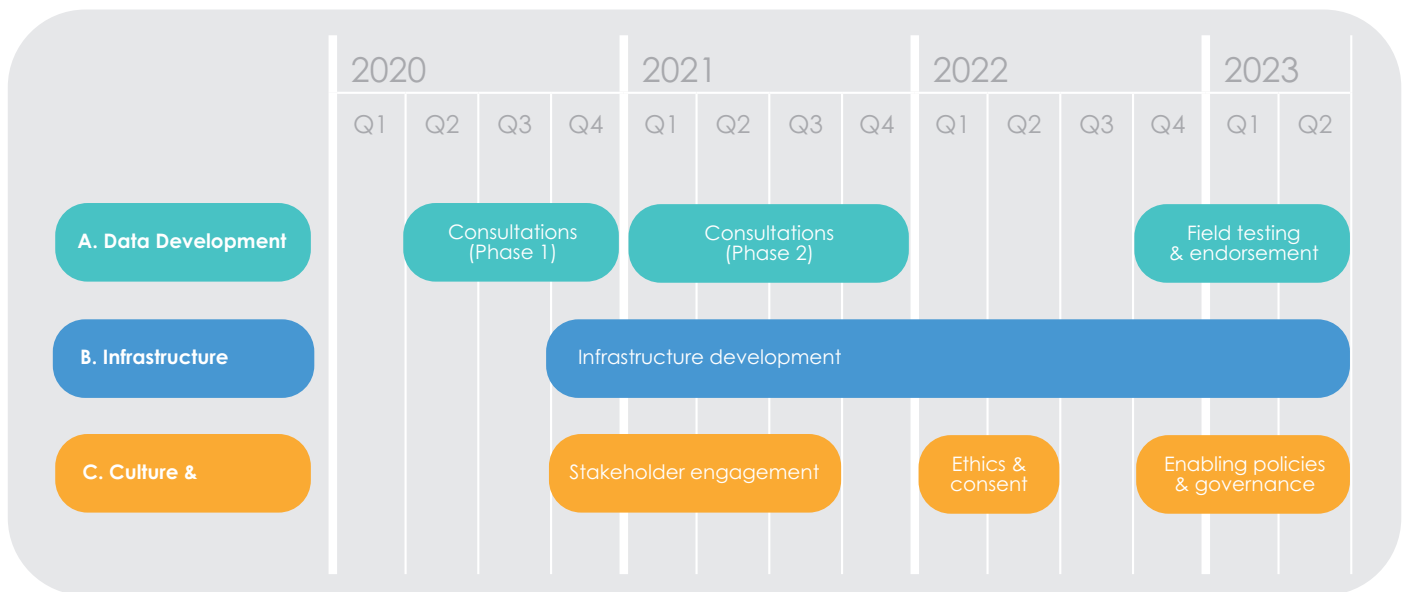 2020 2021 2022 2023
Q1 Q2 Q3 Q4 Q1 Q2 Q3 Q4 Q1 Q2 Q3 Q4 Q1 Q2
A. Data Development
Consultations
(Phase 1)
Consultations
(Phase 2)
Field testing
& endorsement
B. Infrastructure
Infrastructure development
C. Culture &
Stakeholder engagement
Ethics &
consent
Enabling policies
& governance